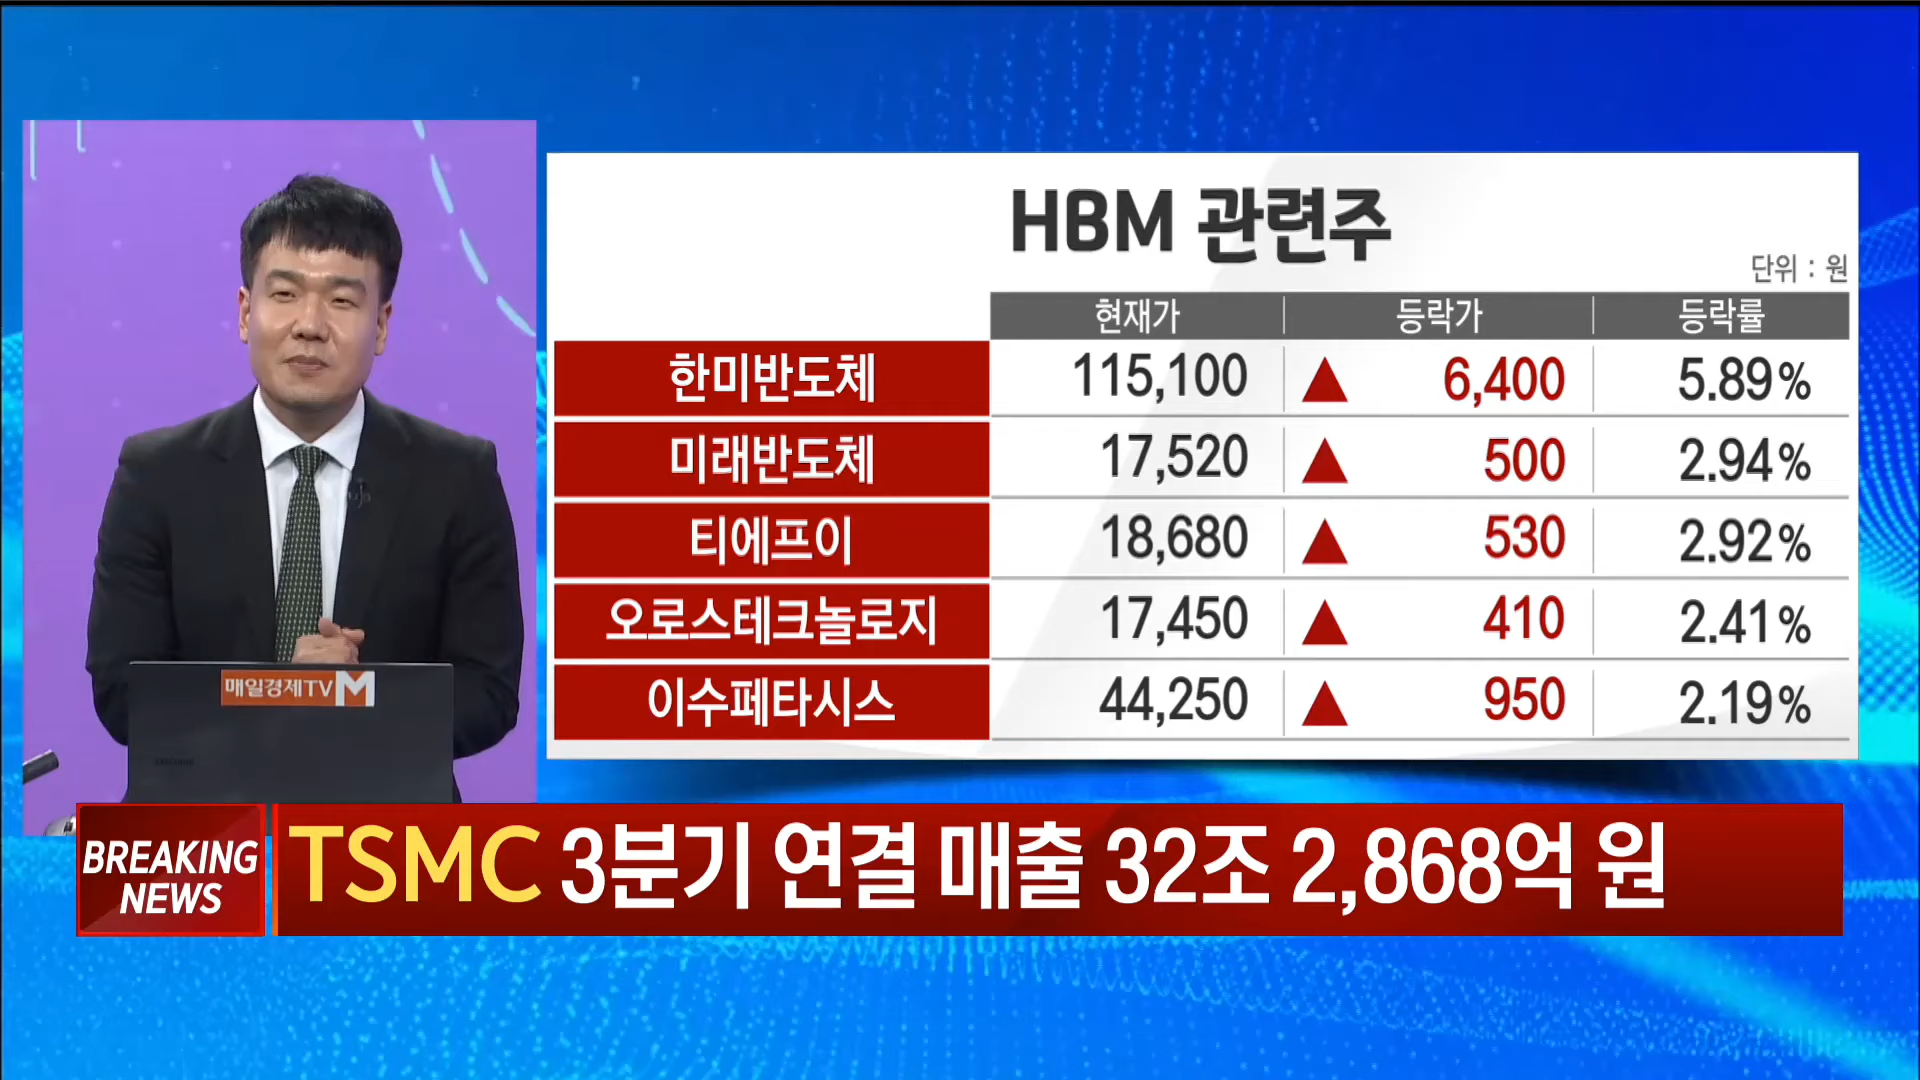 HBM 관련주
단위 : 원
현재가 등락가 등락률
한미반도체 115,100 ▲ 6,400 5.89%
미래반도체 17,520 ▲ 500 2.94%
티에프이 18,680 ▲ 530 2.92%
오로스테크놀로지 17,450 ▲ 410 2.41%
이수페타시스 44,250 ▲ 950 2.19%
매일경제TV M
BREAKING
NEWS
TSMC 3분기 연결 매출 32조 2,868억 원